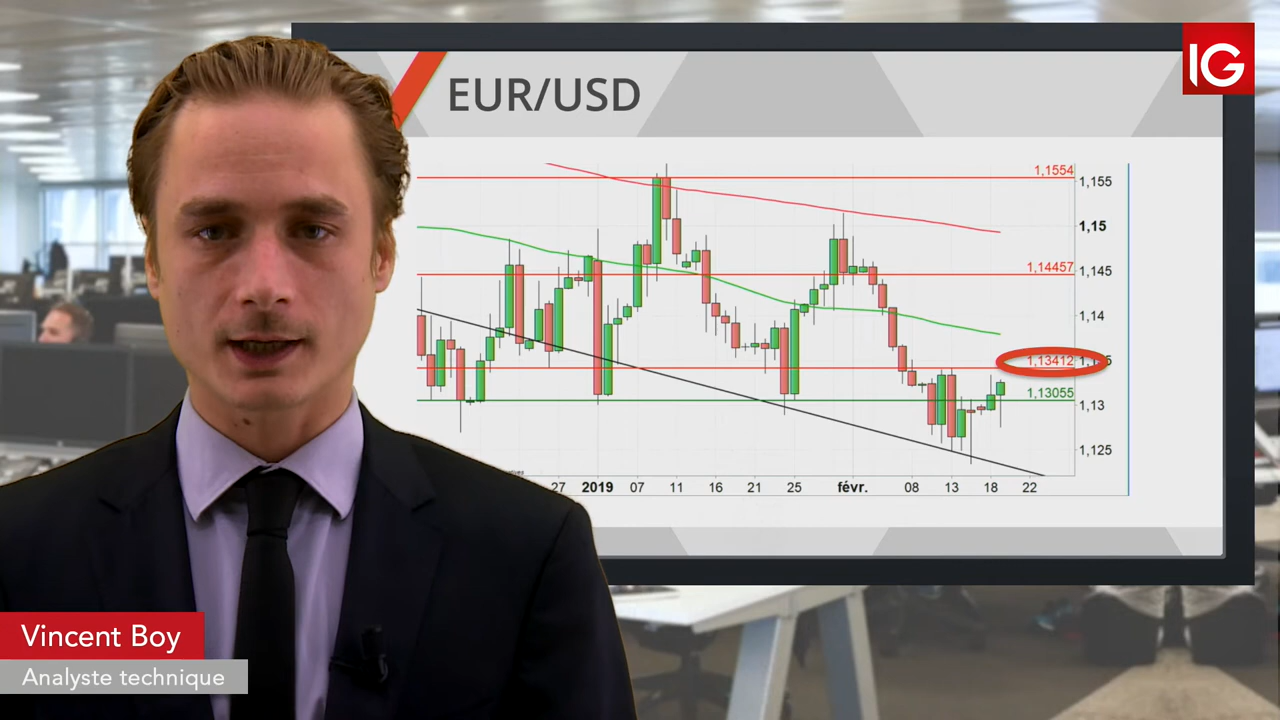 IG
EUR/USD
1,1554
1,155
1,15
1,14457
1,145
1,14
1,13412
1,13055
1,13
1,125
27 2019 07 11 16 21 25 févr. 08 13 18 22
Vincent Boy
Analyste technique